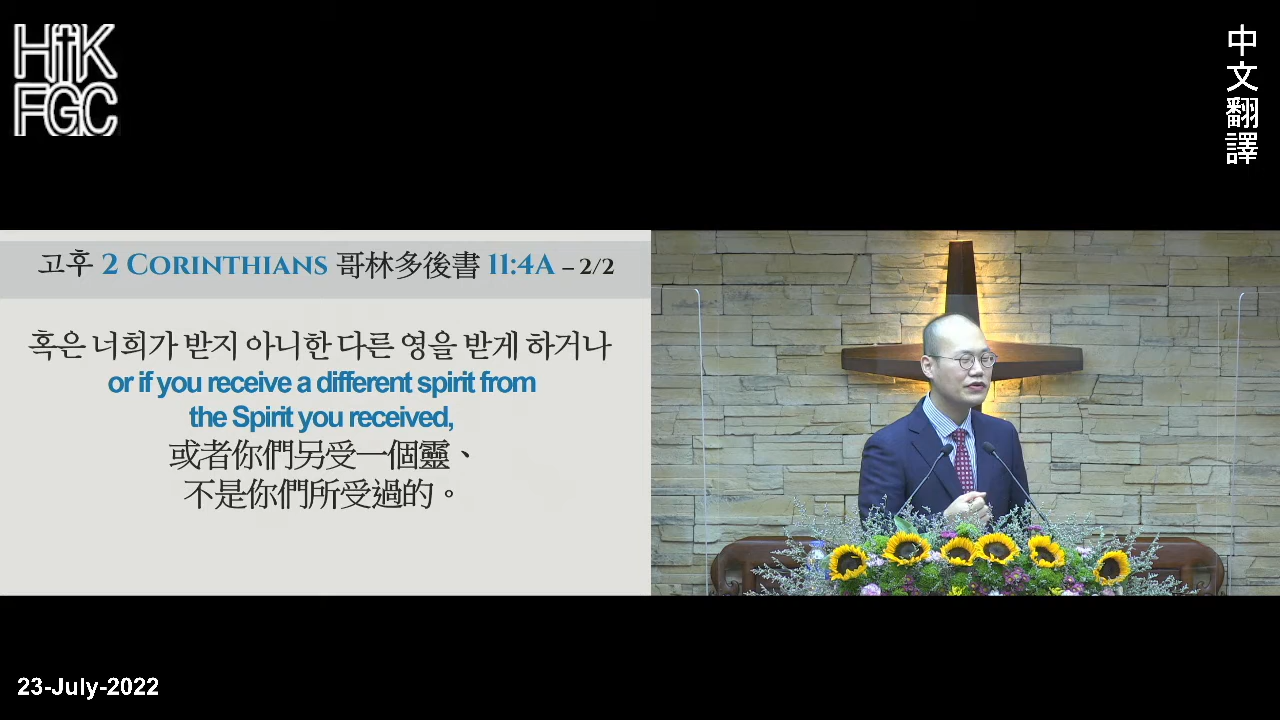 HKFGC
中文翻譯
고후 2 CORINTHIANS 哥林多後書 11:4A – 2/2
혹은 너희가 받지 아니한 다른 영을 받게 하거나
or if you receive a different spirit from
the Spirit you received,
或者你們另受一個靈、
不是你們所受過的。
23-July-2022